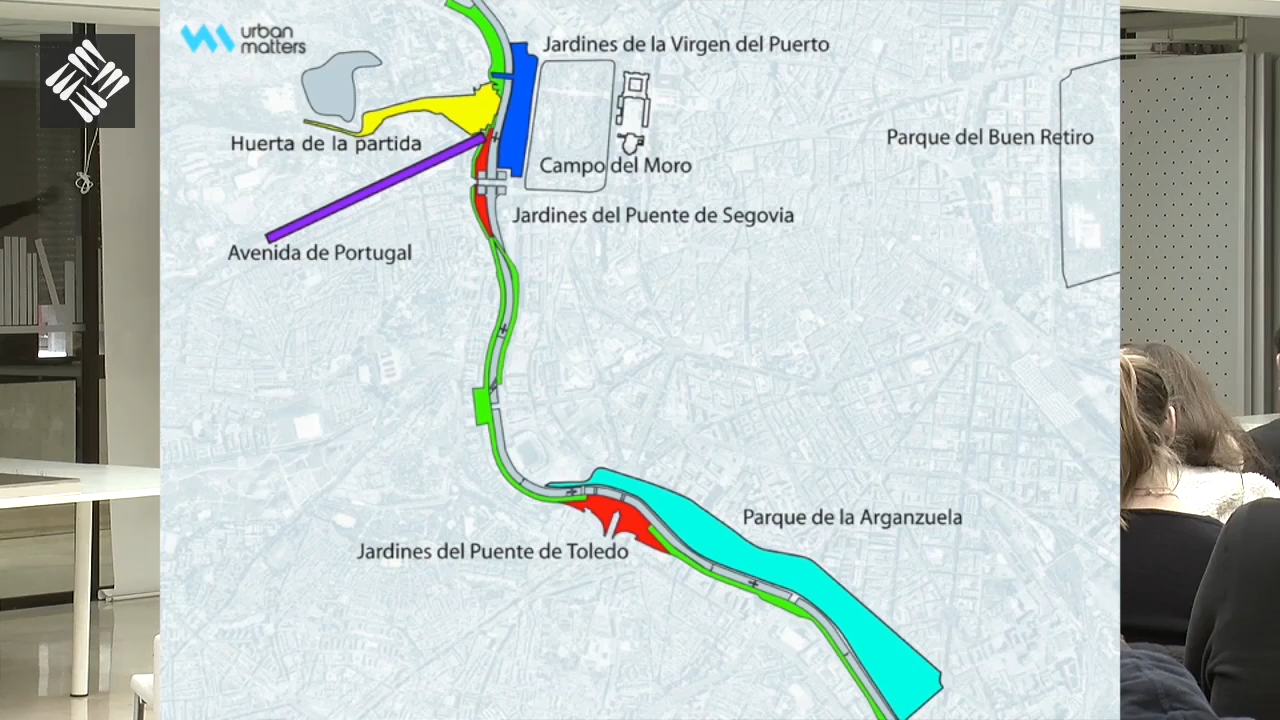 urban
matters
Jardines de la Virgen del Puerto
Huerta de la partida
Parque del Buen Retiro
Campo del Moro
Jardines del Puente de Segovia
Avenida de Portugal
Parque de la Arganzuela
Jardines del Puente de Toledo